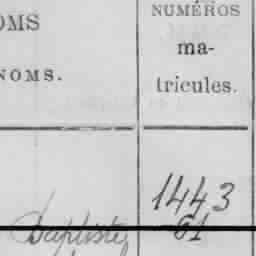 OMS
NOMS.
NUMÉROS
ma-
tricules.
1443
61
Baptiste